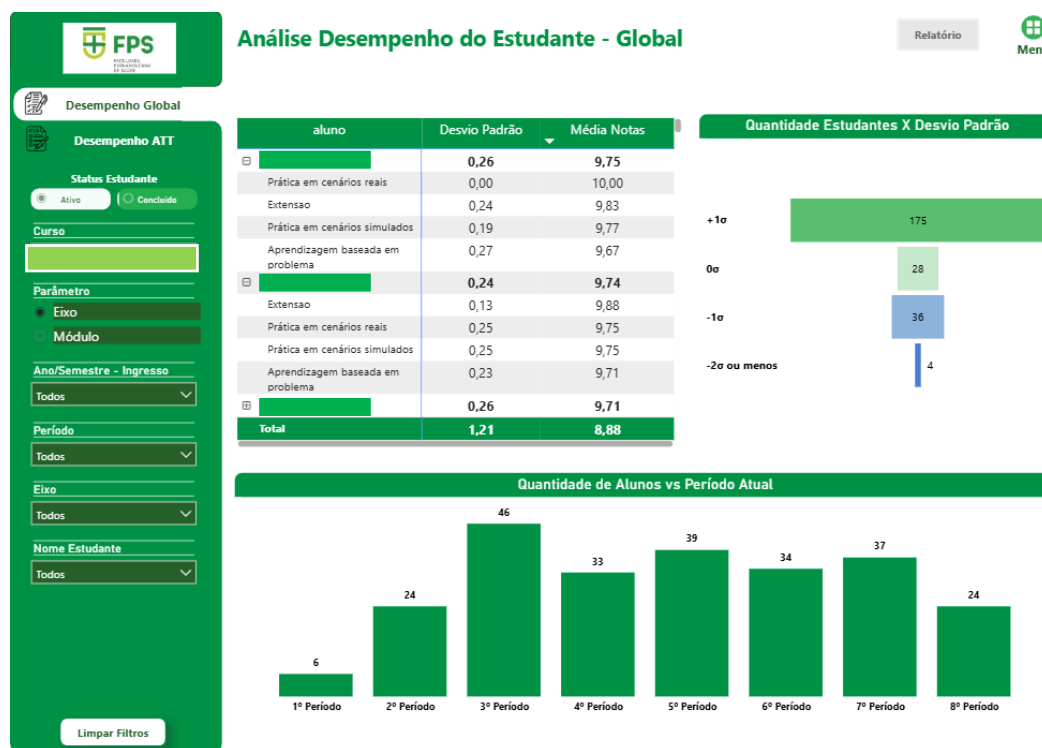 FPS
FACULDADE
PERNAMBUCANA
DE SAÚDE
Análise Desempenho do Estudante - Global
Relatório
Men
Desempenho Global
Desempenho ATT
Status Estudante
Ativo
Concluido
Curso
Parâmetro
Eixo
Módulo
Ano/Semestre - Ingresso
Todos
Período
Todos
Eixo
Todos
Nome Estudante
Todos
Limpar Filtros
aluno Desvio Padrão Média Notas
0,26 9,75
Prática em cenários reais 0,00 10,00
Extensao 0,24 9,83
Prática em cenários simulados 0,19 9,77
Aprendizagem baseada em 0,27 9,67
problema
0,24 9,74
Extensao 0,13 9,88
Prática em cenários reais 0,25 9,75
Prática em cenários simulados 0,25 9,75
Aprendizagem baseada em 0,23 9,71
problema
0,26 9,71
Total 1,21 8,88
Quantidade Estudantes X Desvio Padrão
+1σ 175
0σ 28
-1σ 36
-2σ ou menos 4
Quantidade de Alunos vs Período Atual
6 24 46 33 39 34 37 24
1º Período 2º Período 3º Período 4º Período 5º Período 6º Período 7º Período 8º Período